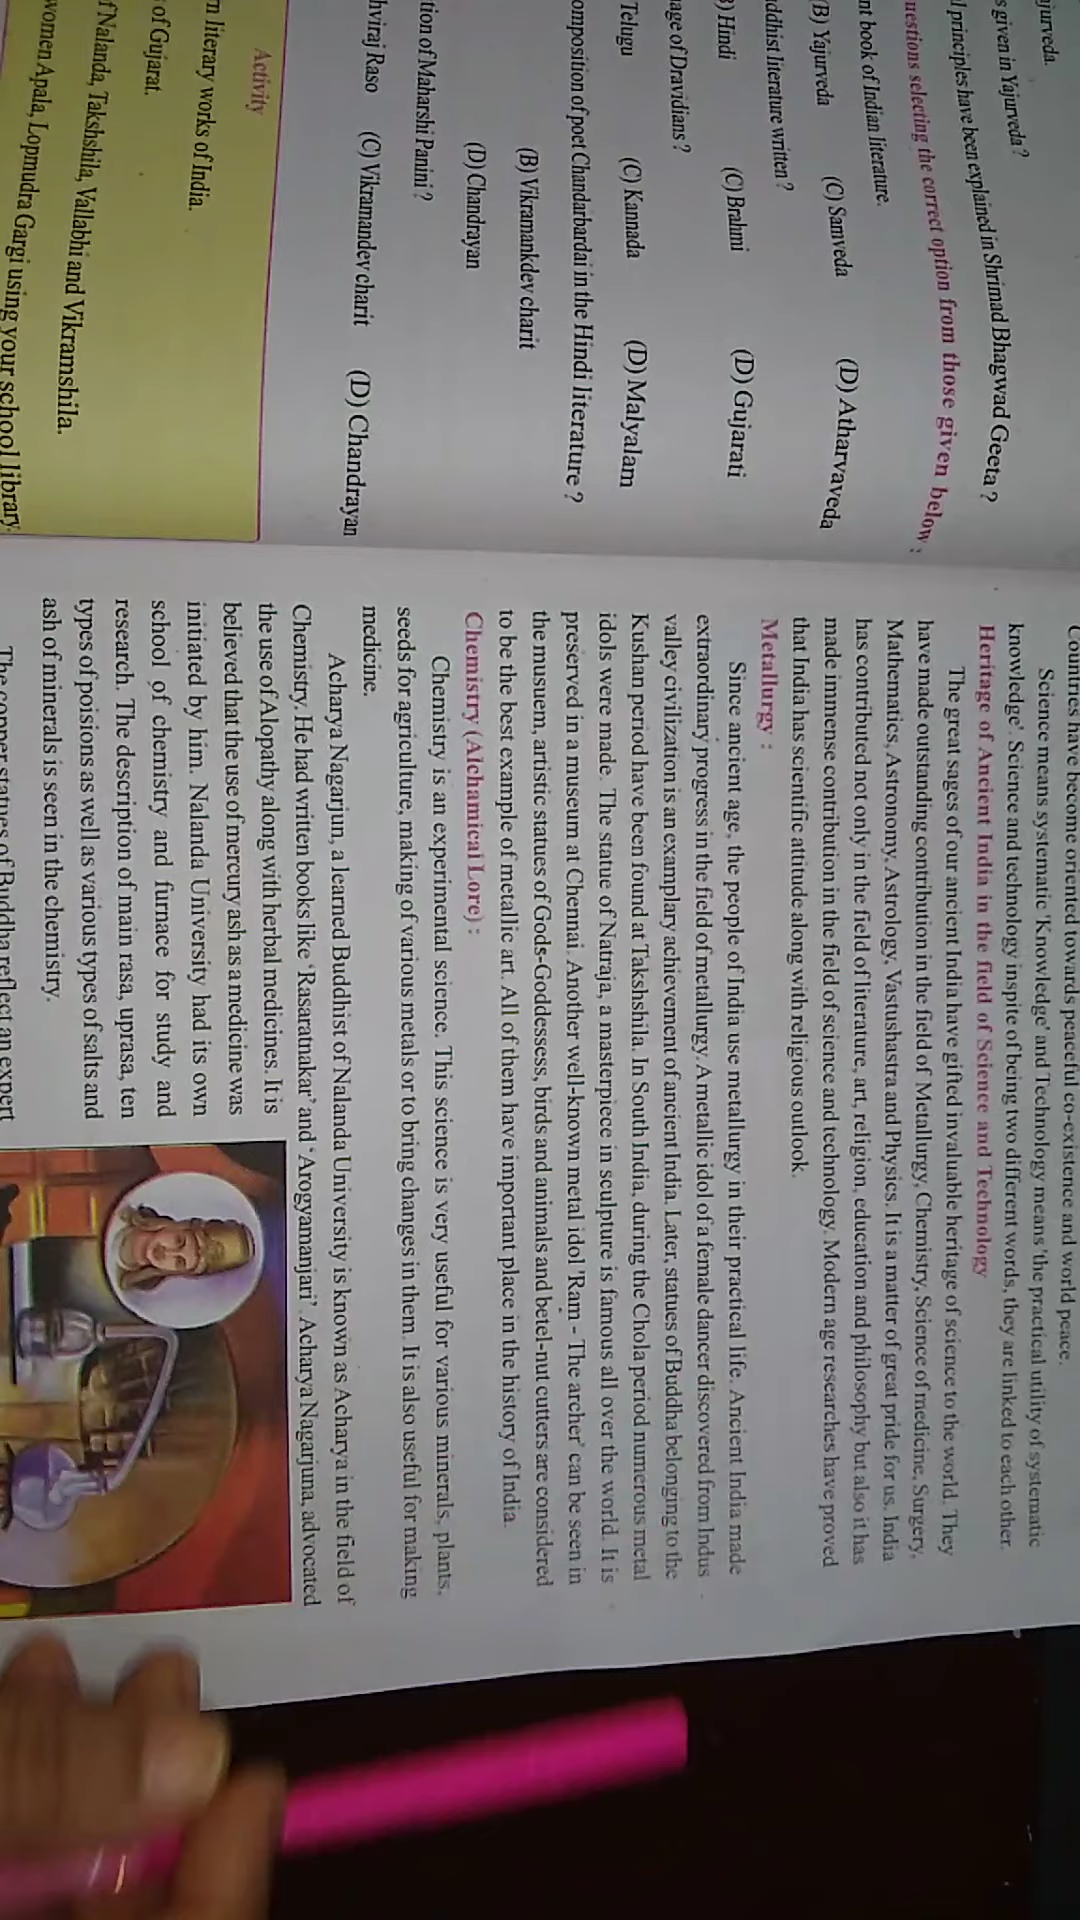 jurveda.
s given in Yajurveda ?
l principles have been explained in Shrimad Bhagwad Geeta ?
uestions selecting the correct option from those given below :
nt book of Indian literature.
(B) Yajurveda (C) Samveda (D) Atharvaveda
ddhist literature written ?
) Hindi (C) Brahmi (D) Gujarati
age of Dravidians ?
Telugu (C) Kannada (D) Malyalam
omposition of poet Chandarbardai in the Hindi literature ?
(B) Vikramankdev charit
(D) Chandrayan
tion of Maharshi Panini ?
hviraj Raso (C) Vikramandev charit (D) Chandrayan
Activity
n literary works of India.
of Gujarat.
f Nalanda, Takshshila, Vallabhi and Vikramshila.
women Apala, Lopmudra Gargi using your school library.
Countries have become oriented towards peaceful co-existence and world peace.
Science means systematic 'Knowledge' and Technology means 'the practical utility of systematic
knowledge'. Science and technology inspite of being two different words, they are linked to each other.
Heritage of Ancient India in the field of Science and Technology
The great sages of our ancient India have gifted invaluable heritage of science to the world. They
have made outstanding contribution in the field of Metallurgy, Chemistry, Science of medicine, Surgery,
Mathematics, Astronomy, Astrology, Vastushastra and Physics. It is a matter of great pride for us. India
has contributed not only in the field of literature, art, religion, education and philosophy but also it has
made immense contribution in the field of science and technology. Modern age researches have proved
that India has scientific attitude along with religious outlook.
Metallurgy :
Since ancient age, the people of India use metallurgy in their practical life. Ancient India made
extraordinary progress in the field of metallurgy. A metallic idol of a female dancer discovered from Indus
valley civilization is an examplary achievement of ancient India. Later, statues of Buddha belonging to the
Kushan period have been found at Takshshila. In South India, during the Chola period numerous metal
idols were made. The statue of Natraja, a masterpiece in sculpture is famous all over the world. It is
preserved in a museum at Chennai. Another well-known metal idol 'Ram - The archer' can be seen in
the musuem, artistic statues of Gods-Goddessess, birds and animals and betel-nut cutters are considered
to be the best example of metallic art. All of them have important place in the history of India.
Chemistry (Alchamical Lore) :
Chemistry is an experimental science. This science is very useful for various minerals, plants,
seeds for agriculture, making of various metals or to bring changes in them. It is also useful for making
medicine.
Acharya Nagarjun, a learned Buddhist of Nalanda University is known as Acharya in the field of
Chemistry. He had written books like 'Rasaratnakar' and 'Arogyamanjari'. Acharya Nagarjuna, advocated
the use of Alopathy along with herbal medicines. It is
believed that the use of mercury ash as a medicine was
initiated by him. Nalanda University had its own
school of chemistry and furnace for study and
research. The description of main rasa, uprasa, ten
types of poisions as well as various types of salts and
ash of minerals is seen in the chemistry.
The copper statues of Buddha reflect an expert